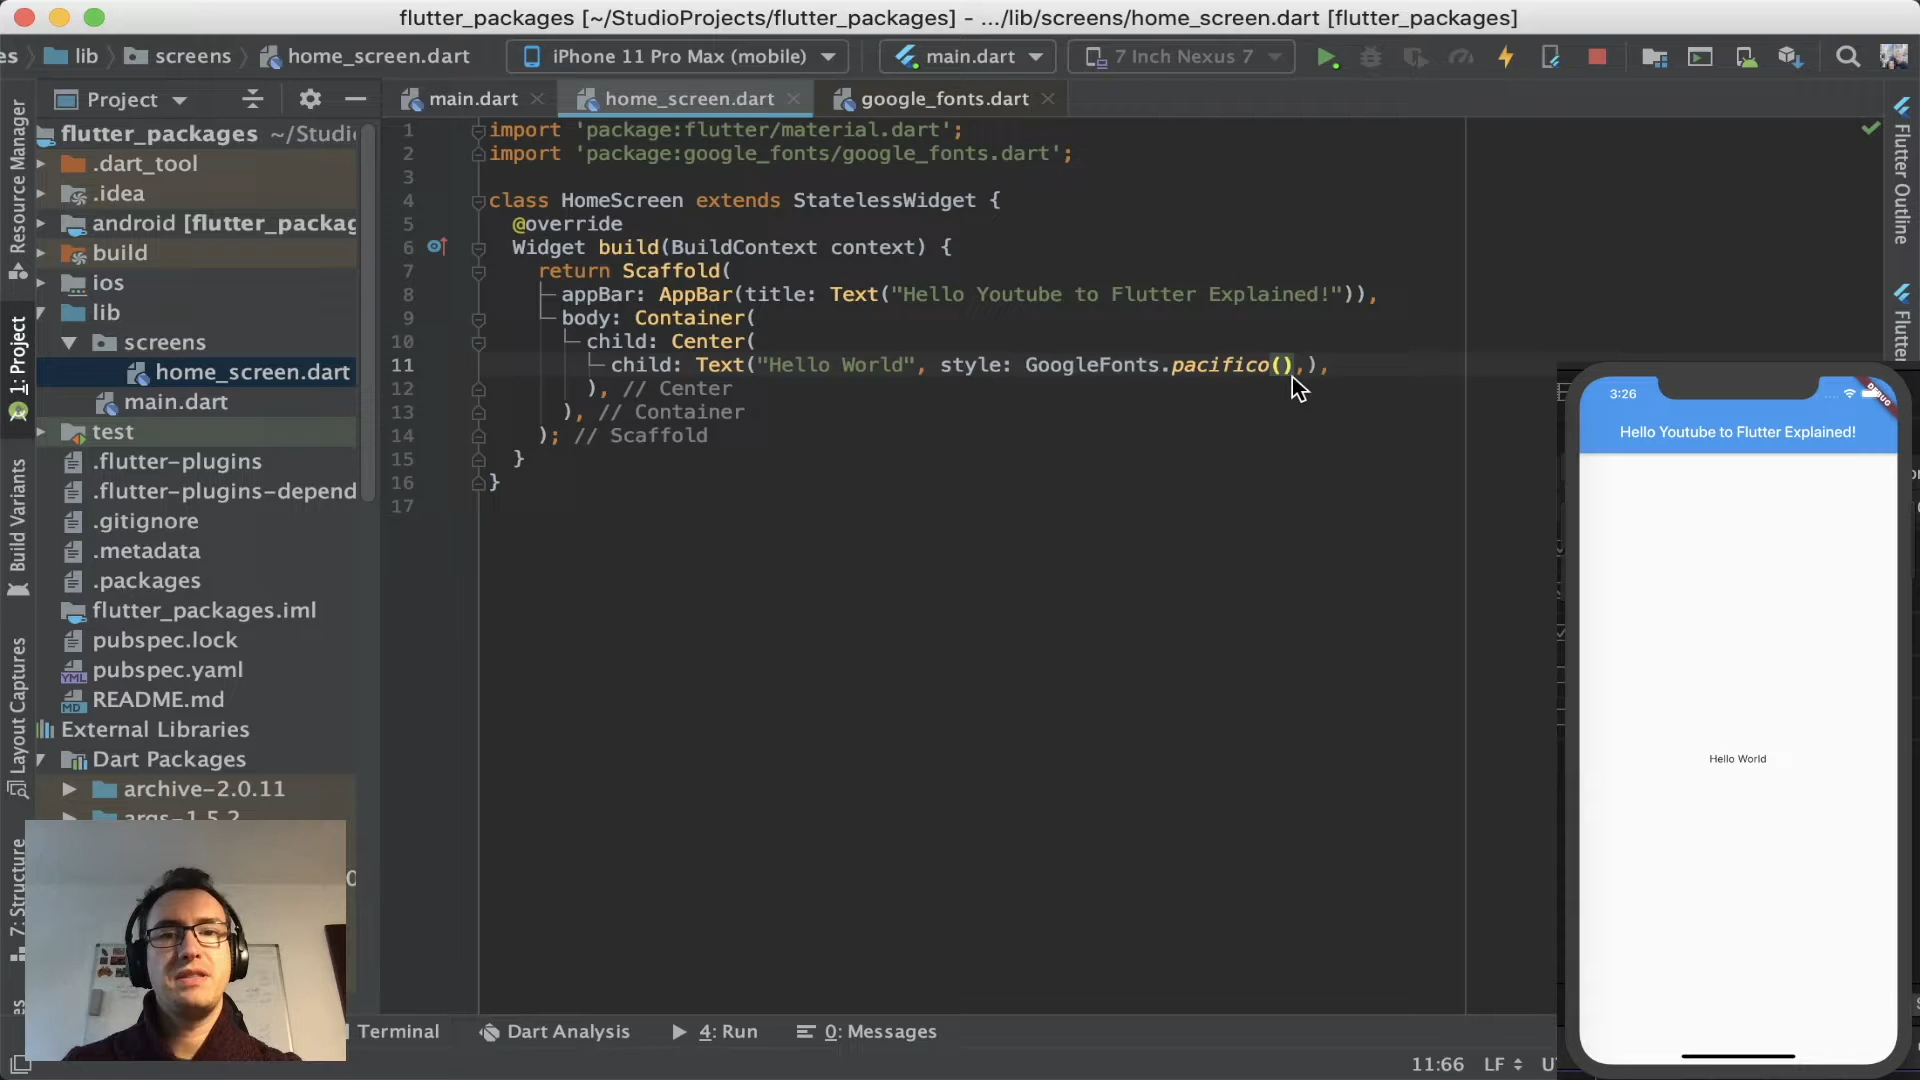 flutter_packages [~/StudioProjects/flutter_packages] - .../lib/screens/home_screen.dart [flutter_packages]
es
lib
screens
home_screen.dart
iPhone 11 Pro Max (mobile)
main.dart
7 Inch Nexus 7
Project
main.dart
home_screen.dart
google_fonts.dart
Resource Manager
1: Project
Build Variants
Layout Captures
7: Structure
es
flutter_packages ~/Studi
.dart_tool
.idea
android [flutter_packag
build
ios
lib
screens
home_screen.dart
main.dart
test
.flutter-plugins
.flutter-plugins-depend
.gitignore
.metadata
.packages
flutter_packages.iml
pubspec.lock
pubspec.yaml
README.md
External Libraries
Dart Packages
archive-2.0.11
args-1.5.2
1 import 'package:flutter/material.dart';
2 import 'package:google_fonts/google_fonts.dart';
3
4 class HomeScreen extends StatelessWidget {
5 @override
6 Widget build(BuildContext context) {
7 return Scaffold(
8 appBar: AppBar(title: Text("Hello Youtube to Flutter Explained!")),
9 body: Container(
10 child: Center(
11 child: Text("Hello World", style: GoogleFonts.pacifico(),),
12 ), // Center
13 ), // Container
14 ); // Scaffold
15 }
16 }
17
Flutter Outline
Flutter
3:26
DEBUG
Hello Youtube to Flutter Explained!
Hello World
Terminal
Dart Analysis
4: Run
0: Messages
11:66
LF